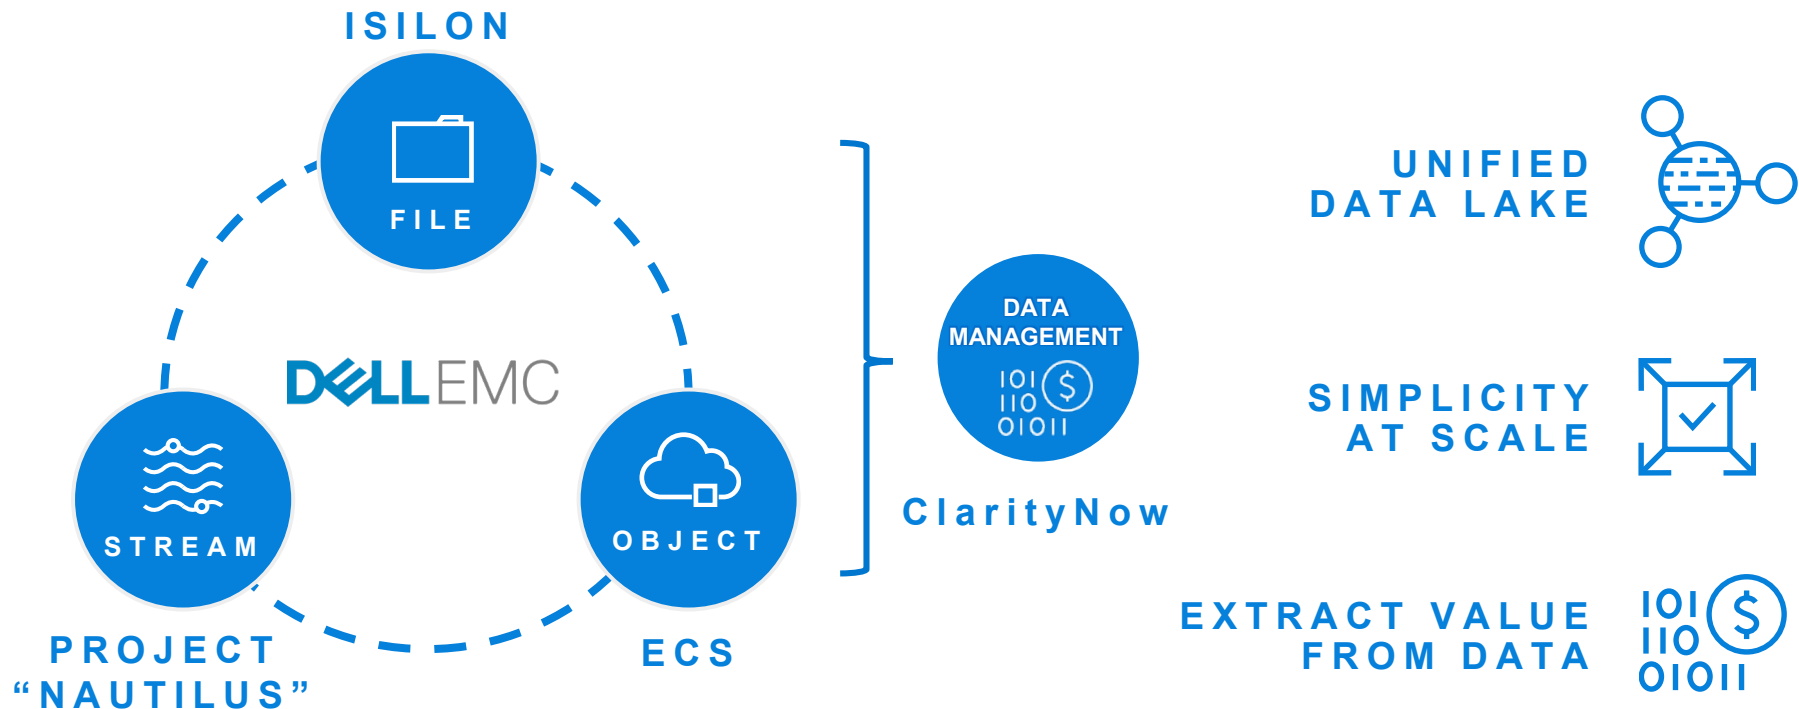 ISILON
FILE
DELLEMC
STREAM
PROJECT
“NAUTILUS”
OBJECT
ECS
DATA
MANAGEMENT
101 $
110
01011
ClarityNow
UNIFIED
DATA LAKE
SIMPLICITY
AT SCALE
EXTRACT VALUE
FROM DATA
101 $
110
01011